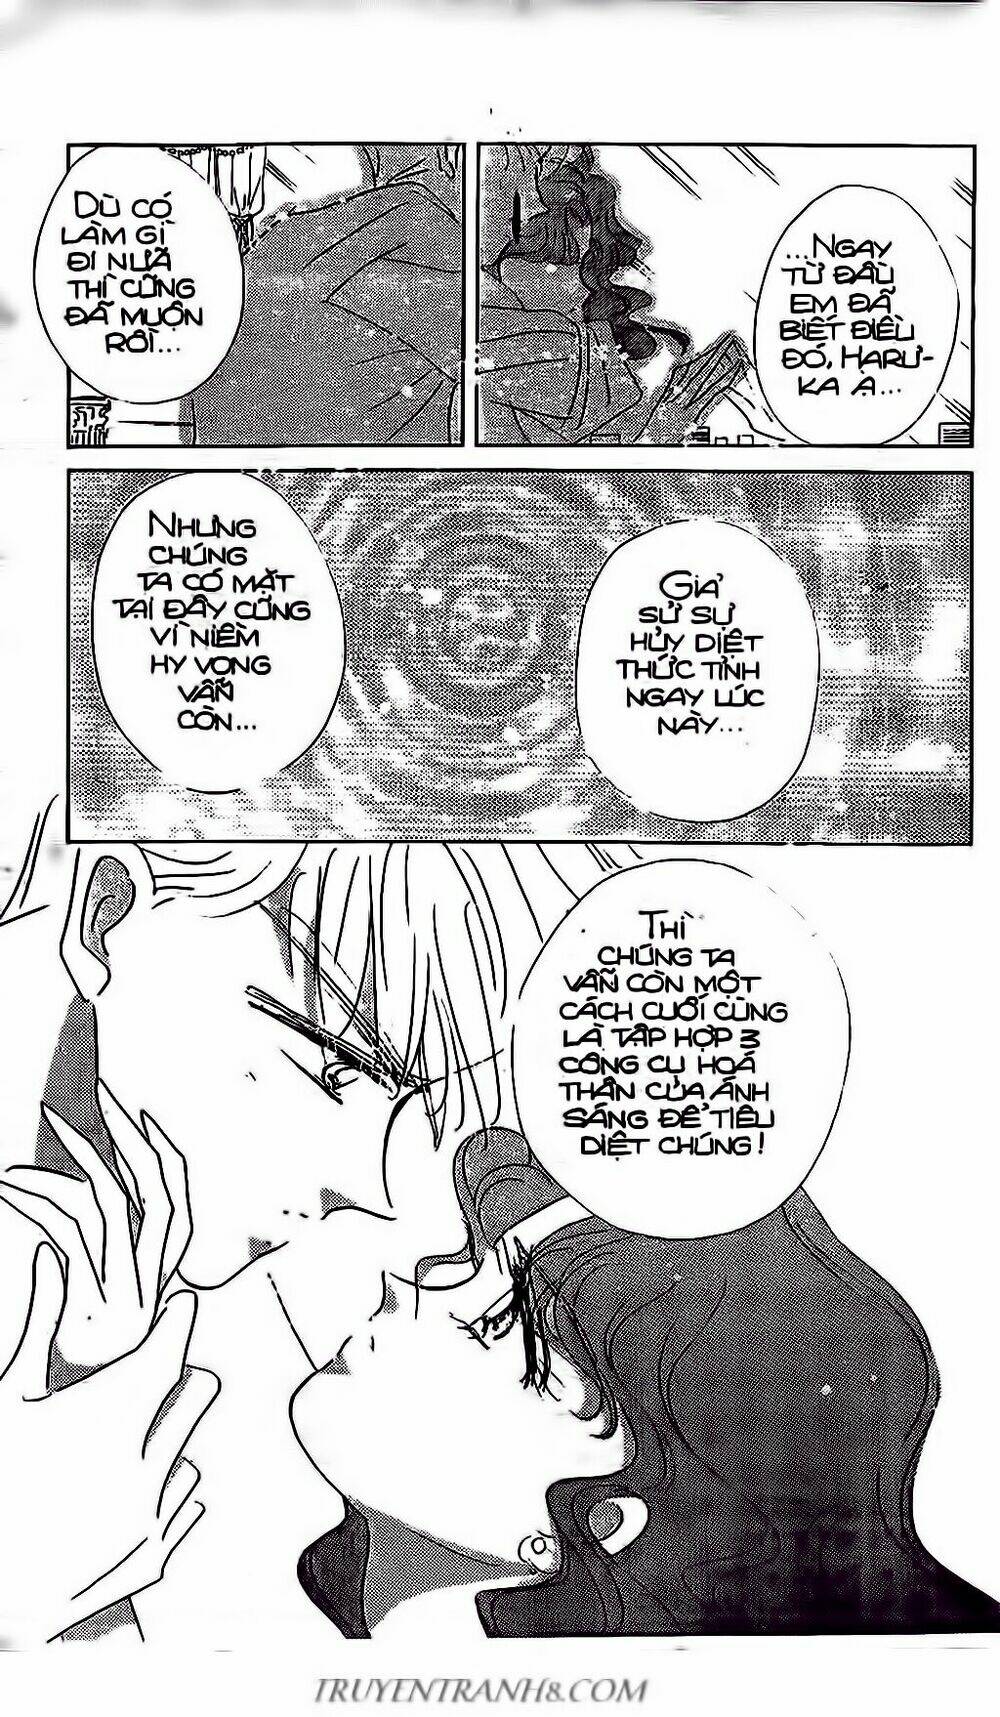 DÙ CÓ
LÀM GÌ
ĐI NỮA
THÌ CŨNG
ĐÃ MUỘN
RỒI...
...NGAY
TỪ ĐẦU
EM ĐÃ
BIẾT ĐIỀU
ĐÓ, HARU-
KA Ạ...
NHƯNG
CHÚNG
TA CÓ MẶT
TẠI ĐÂY CŨNG
VÌ NIỀM
HY VỌNG
VẪN
CÒN...
GIẢ
SỬ SỰ
HỦY DIỆT
THỨC TỈNH
NGAY LÚC
NÀY...
THÌ
CHÚNG TA
VẪN CÒN MỘT
CÁCH CUỐI CÙNG
LÀ TẬP HỢP 3
CÔNG CỤ HOÁ
THÂN CỦA ÁNH
SÁNG ĐỂ TIÊU
DIỆT CHÚNG!
TRUYENTRANH8.COM